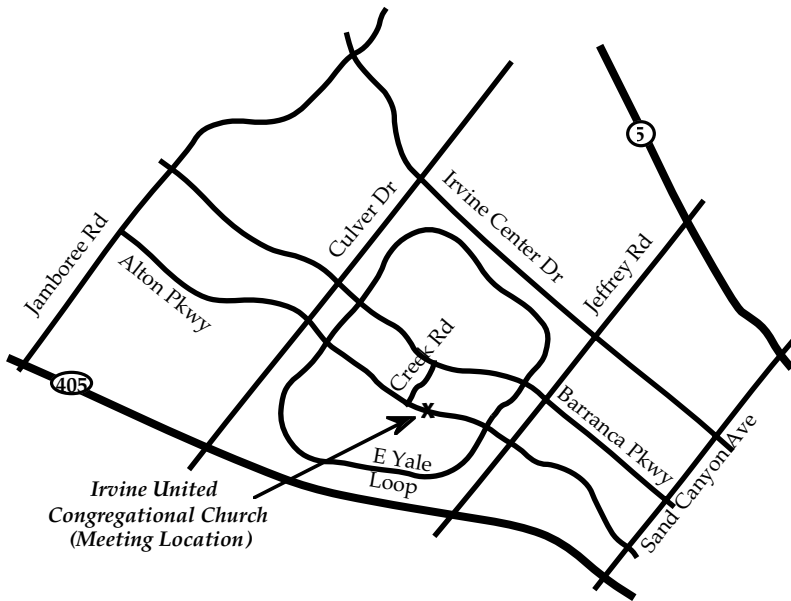 5
Irvine Center Dr
Culver Dr
Jeffrey Rd
Jamboree Rd
Alton Pkwy
Creek Rd
405
x
Barranca Pkwy
Sand Canyon Ave
E Yale
Loop
Irvine United
Congregational Church
(Meeting Location)